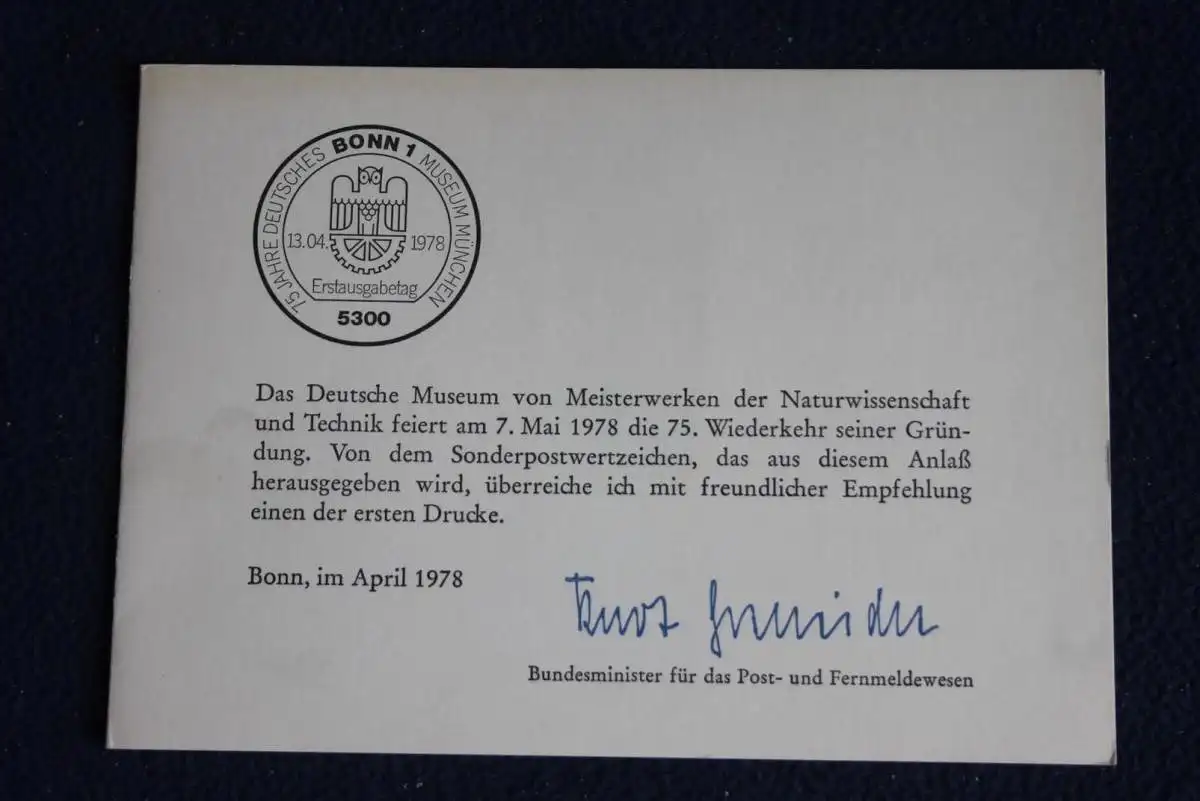 BONN 1
75 JAHRE DEUTSCHES MUSEUM MÜNCHEN
13.04. 1978
Erstausgabetag
5300
Das Deutsche Museum von Meisterwerken der Naturwissenschaft
und Technik feiert am 7. Mai 1978 die 75. Wiederkehr seiner Grün-
dung. Von dem Sonderpostwertzeichen, das aus diesem Anlaß
herausgegeben wird, überreiche ich mit freundlicher Empfehlung
einen der ersten Drucke.
Bonn, im April 1978
Kurt Gscheidle
Bundesminister für das Post- und Fernmeldewesen